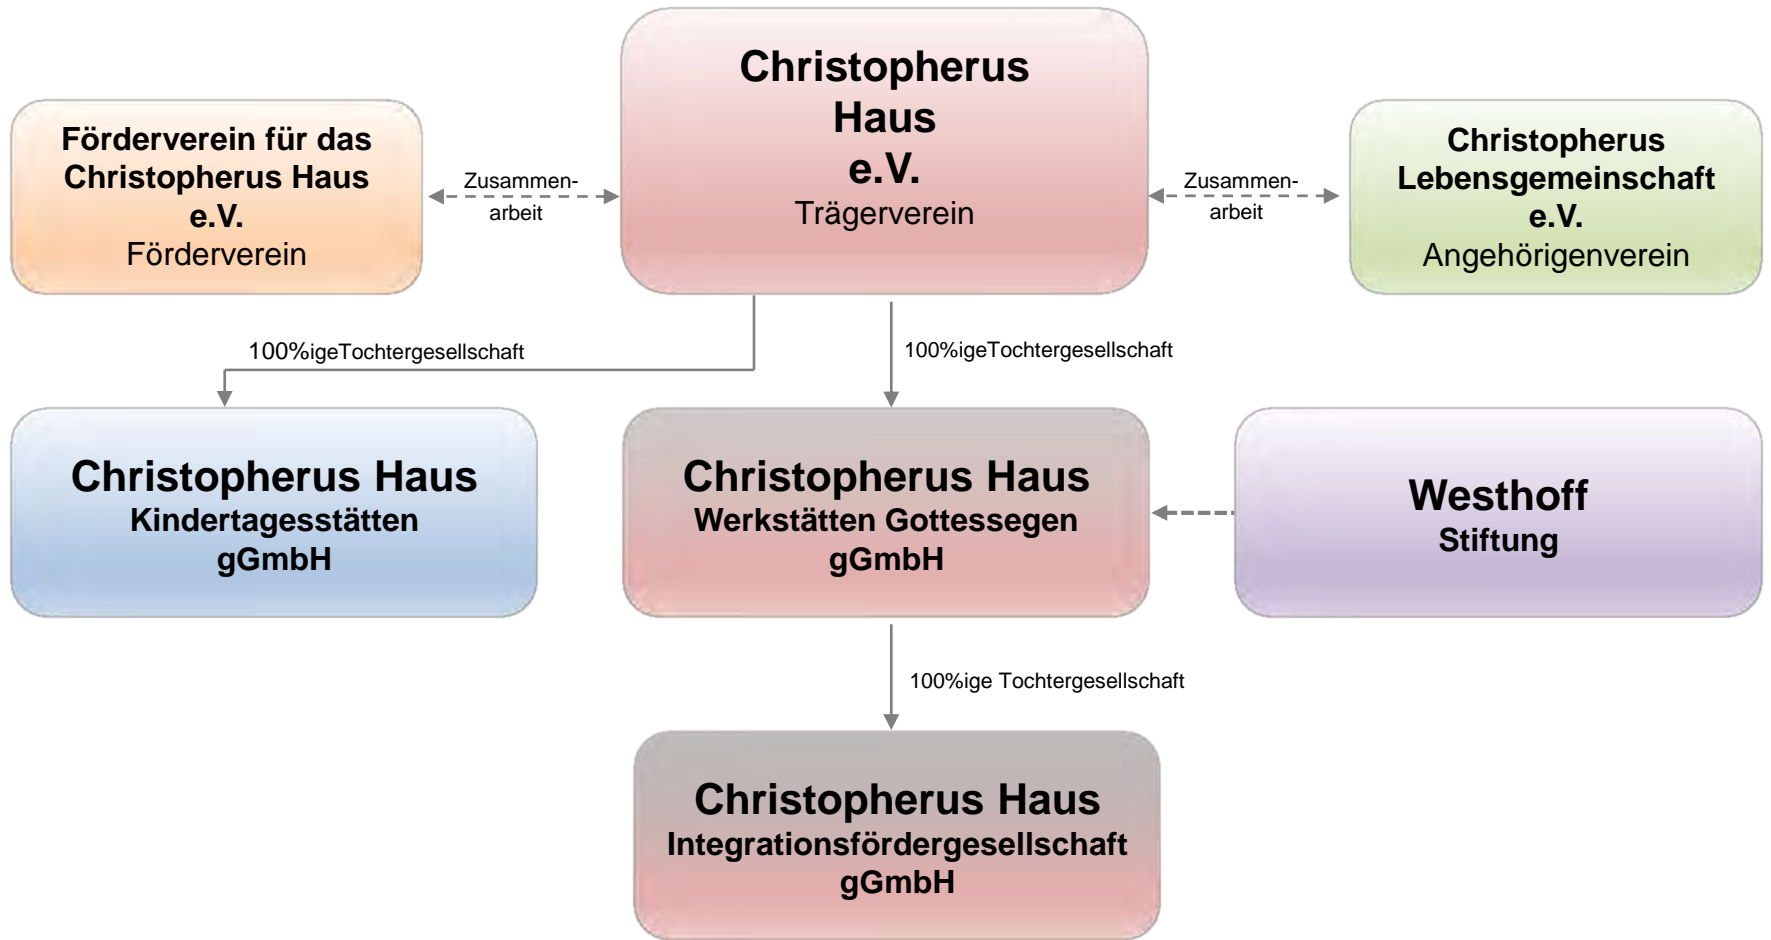 Christopherus
Haus
e.V.
Trägerverein
Förderverein für das
Christopherus Haus
e.V.
Förderverein
Zusammen-
arbeit
Zusammen-
arbeit
Christopherus
Lebensgemeinschaft
e.V.
Angehörigenverein
100%igeTochtergesellschaft
100%igeTochtergesellschaft
Christopherus Haus
Kindertagesstätten
gGmbH
Christopherus Haus
Werkstätten Gottessegen
gGmbH
Westhoff
Stiftung
100%ige Tochtergesellschaft
Christopherus Haus
Integrationsfördergesellschaft
gGmbH